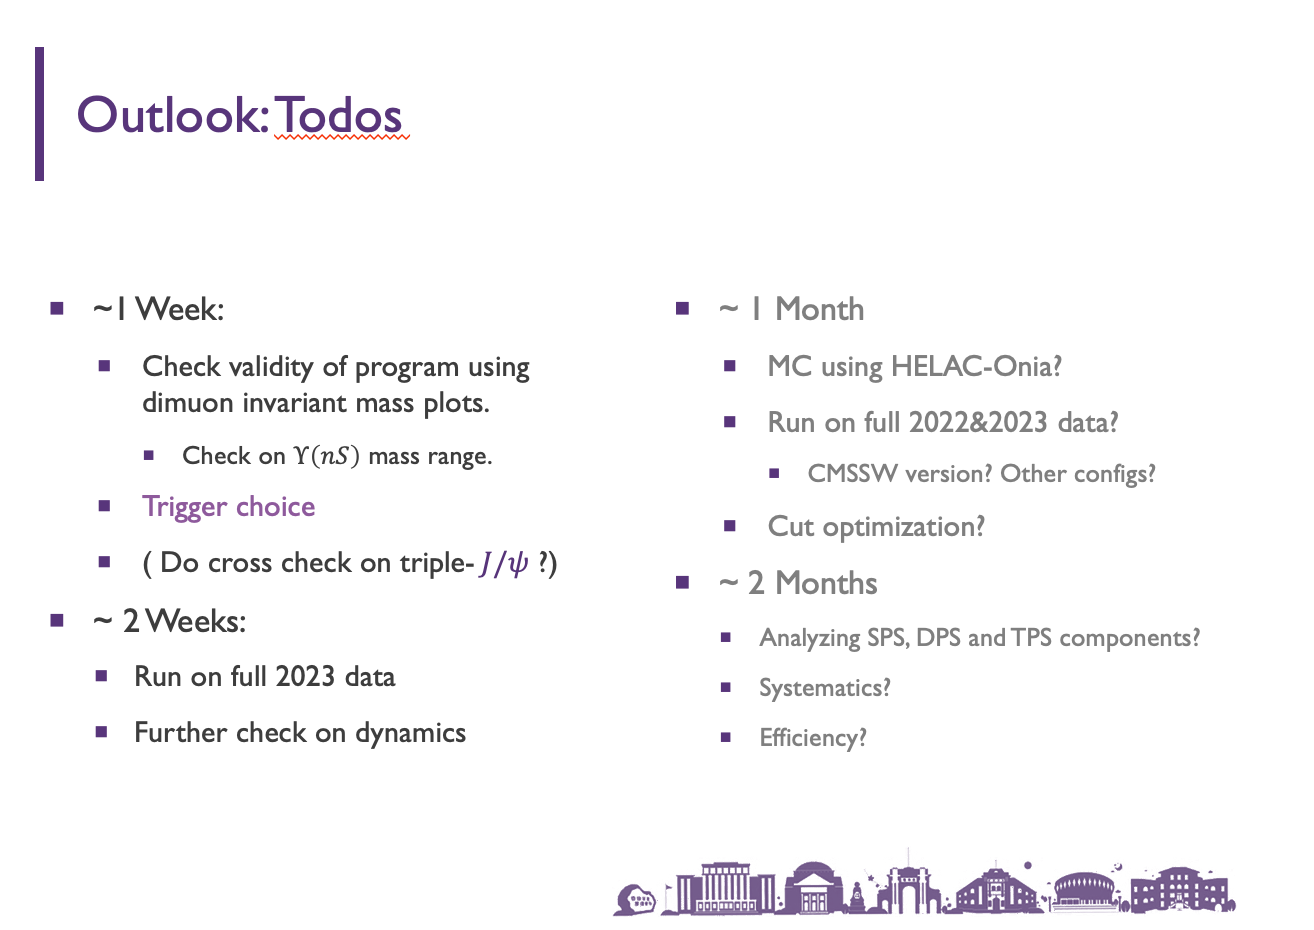 Outlook: Todos
~1 Week:
Check validity of program using
dimuon invariant mass plots.
Check on ϒ(nS) mass range.
Trigger choice
( Do cross check on triple- J/ψ ?)
~ 2 Weeks:
Run on full 2023 data
Further check on dynamics
~ 1 Month
MC using HELAC-Onia?
Run on full 2022&2023 data?
CMSSW version? Other configs?
Cut optimization?
~ 2 Months
Analyzing SPS, DPS and TPS components?
Systematics?
Efficiency?